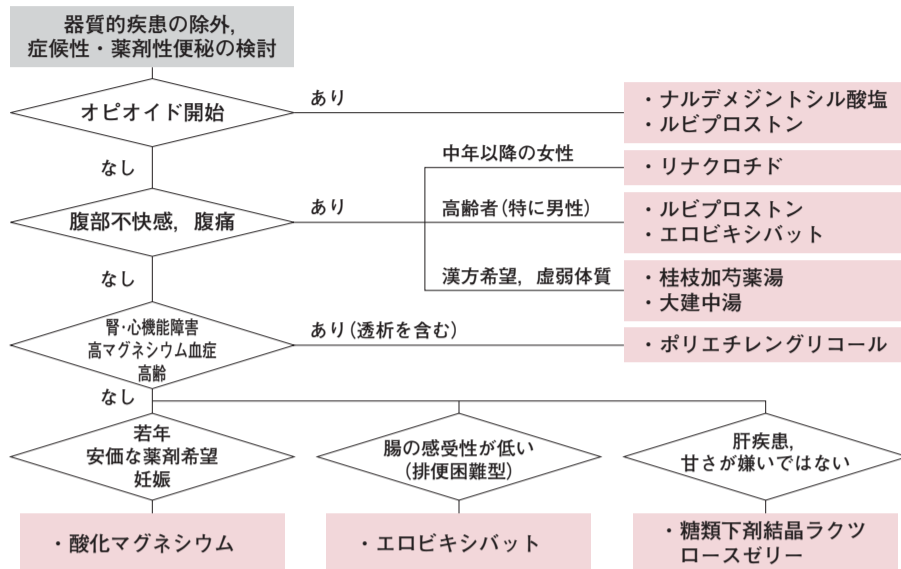 器質的疾患の除外,
症候性・薬剤性便秘の検討
オピオイド開始
あり
・ナルデメジントシル酸塩
・ルビプロストン
なし
中年以降の女性
・リナクロチド
腹部不快感, 腹痛
あり
高齢者(特に男性)
・ルビプロストン
・エロビキシバット
なし
漢方希望, 虚弱体質
・桂枝加芍薬湯
・大建中湯
腎・心機能障害
高マグネシウム血症
高齢
あり(透析を含む)
・ポリエチレングリコール
なし
若年
安価な薬剤希望
妊娠
腸の感受性が低い
(排便困難型)
肝疾患,
甘さが嫌いではない
・酸化マグネシウム
・エロビキシバット
・糖類下剤結晶ラクツ
ロースゼリー